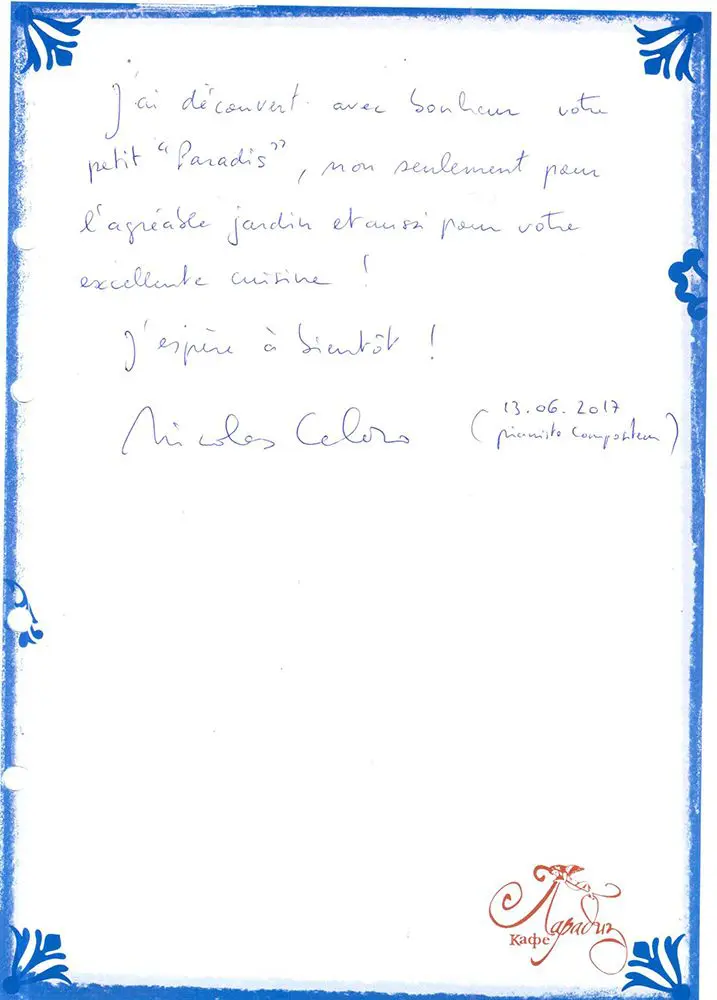 J'ai découvert avec bonheur votre
petit "Paradis", non seulement pour
l'agréable jardin et aussi pour votre
excellente cuisine !
J'espère à bientôt !
Nicolas Celoro
(13.06.2017
pianiste compositeur)
Парадиз
Кафе